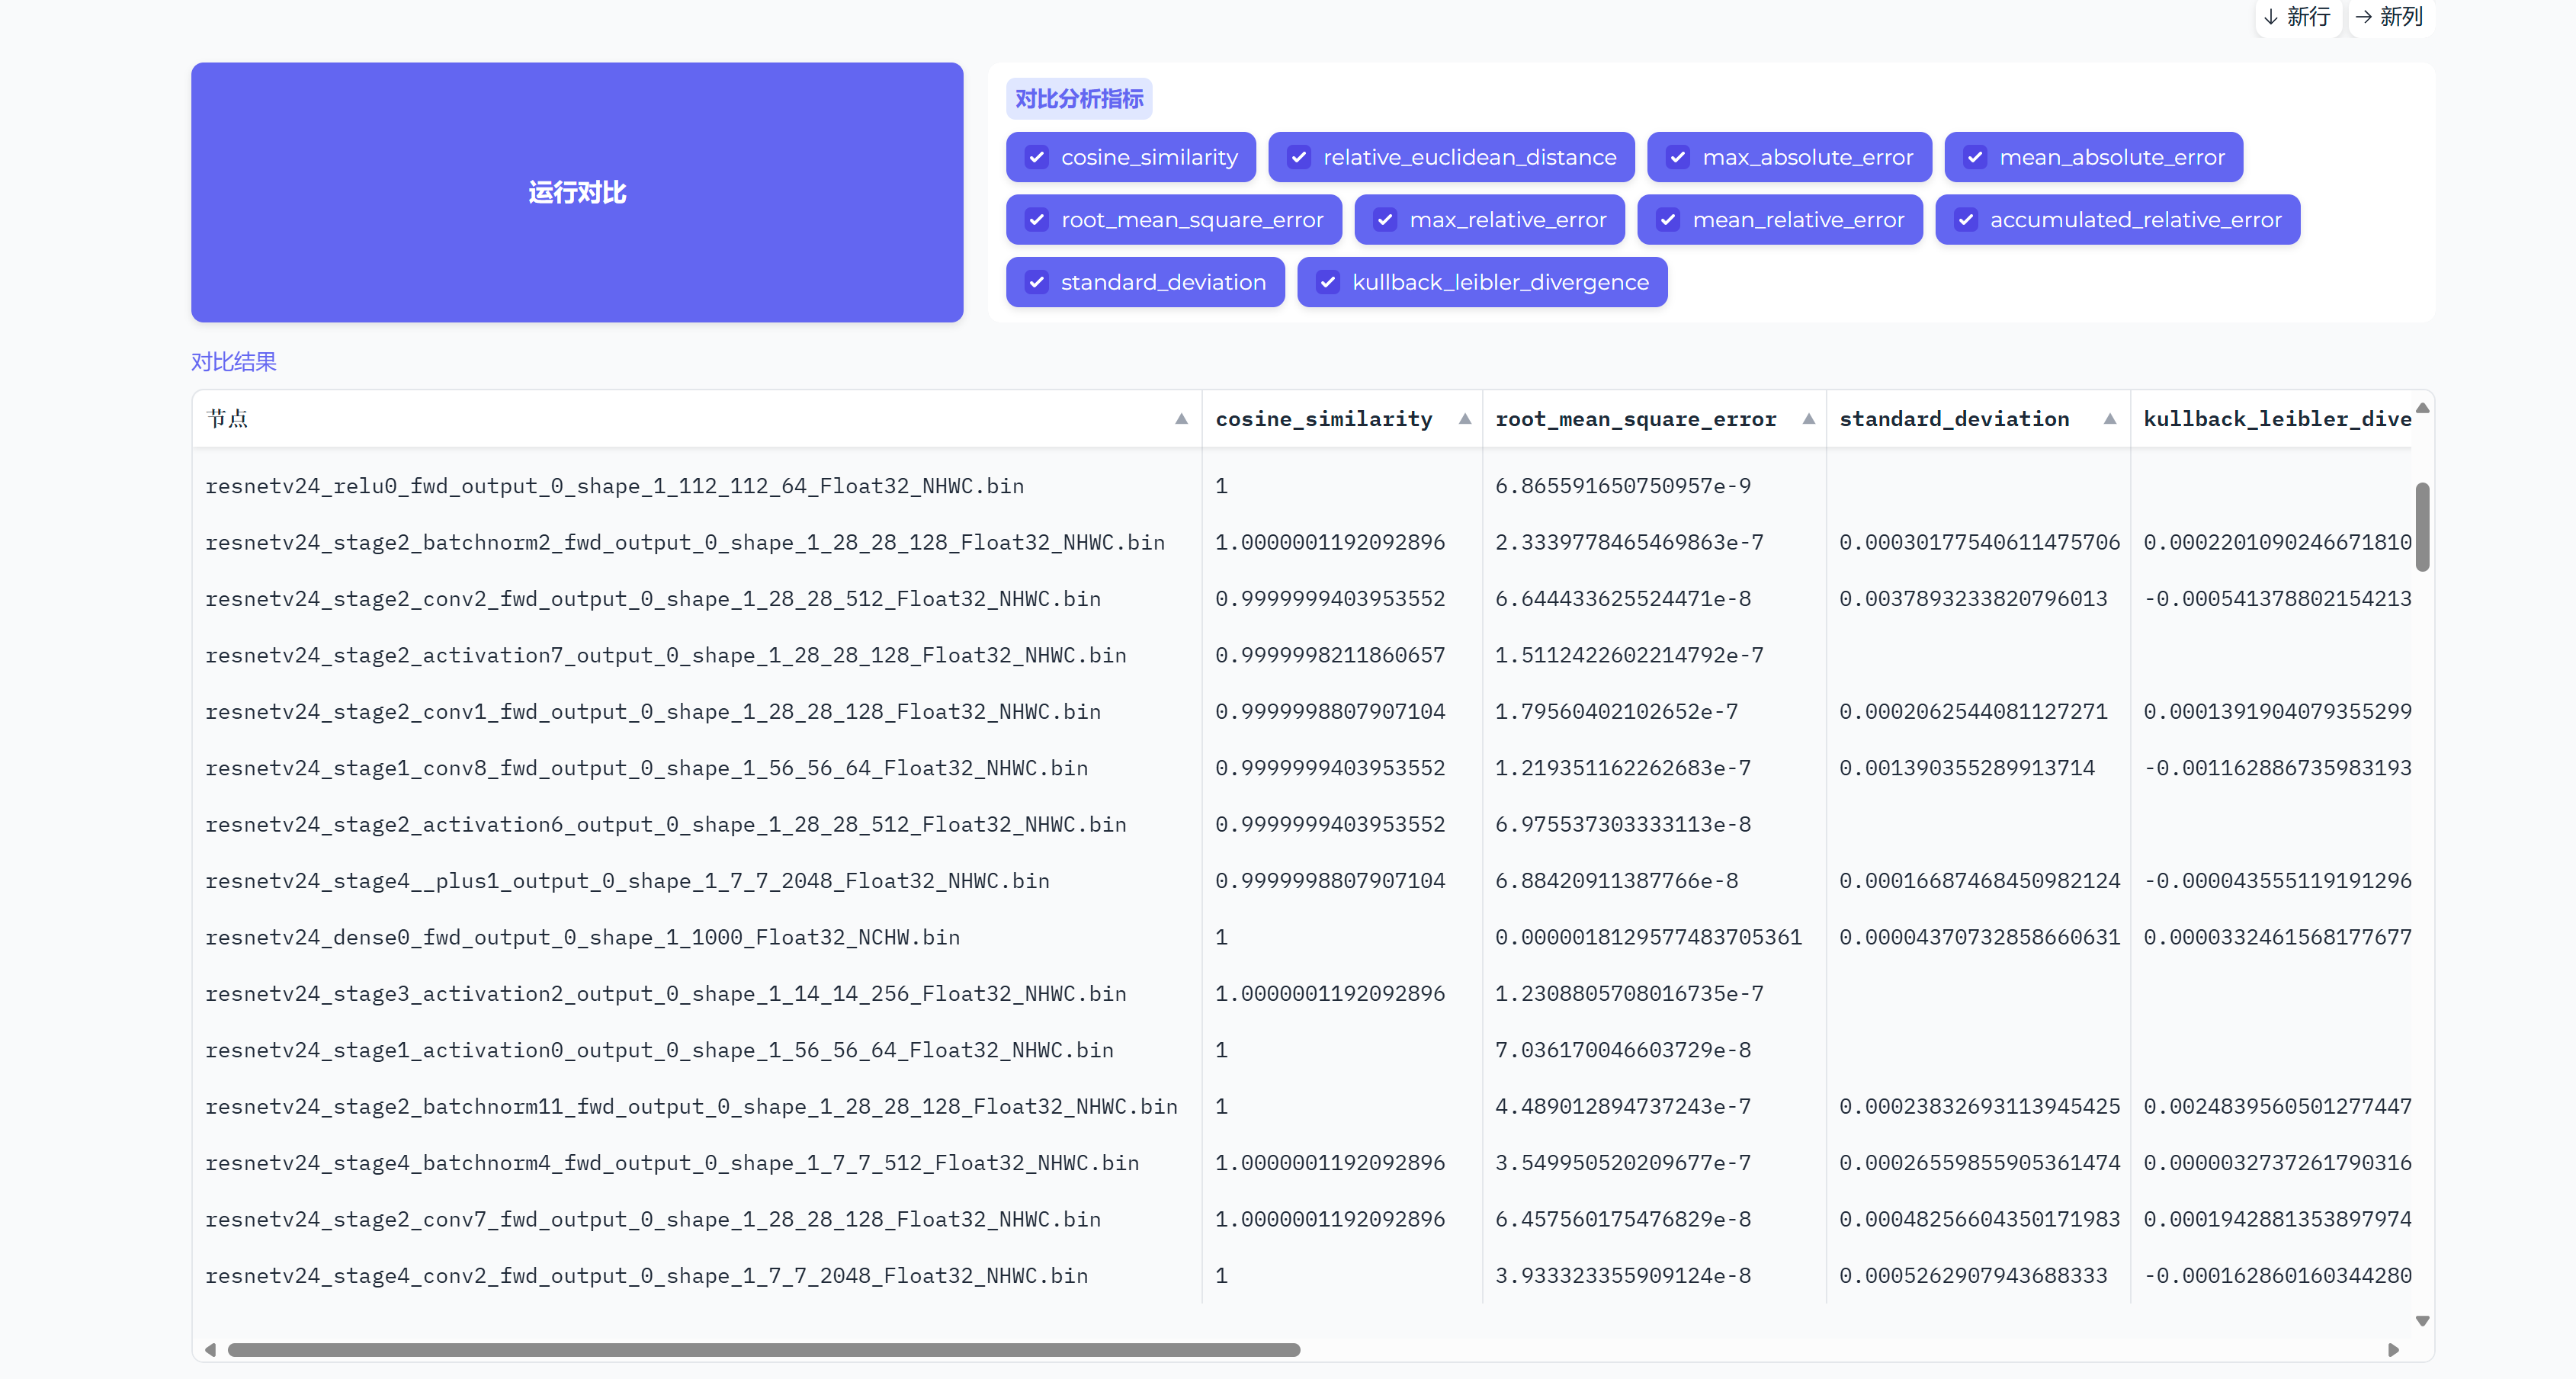 新行 新列
运行对比
对比分析指标
cosine_similarity relative_euclidean_distance max_absolute_error mean_absolute_error
root_mean_square_error max_relative_error mean_relative_error accumulated_relative_error
standard_deviation kullback_leibler_divergence
对比结果
节点 cosine_similarity root_mean_square_error standard_deviation kullback_leibler_dive
resnetv24_relu0_fwd_output_0_shape_1_112_112_64_Float32_NHWC.bin 1 6.865591650750957e-9
resnetv24_stage2_batchnorm2_fwd_output_0_shape_1_28_28_128_Float32_NHWC.bin 1.0000001192092896 2.3339778465469863e-7 0.00030177540611475706 0.0002201090246671810
resnetv24_stage2_conv2_fwd_output_0_shape_1_28_28_512_Float32_NHWC.bin 0.9999999403953552 6.644433625524471e-8 0.0037893233820796013 -0.000541378802154213
resnetv24_stage2_activation7_output_0_shape_1_28_28_128_Float32_NHWC.bin 0.9999998211860657 1.5112422602214792e-7
resnetv24_stage2_conv1_fwd_output_0_shape_1_28_28_128_Float32_NHWC.bin 0.9999998807907104 1.79560402102652e-7 0.0002062544081127271 0.0001391904079355299
resnetv24_stage1_conv8_fwd_output_0_shape_1_56_56_64_Float32_NHWC.bin 0.9999999403953552 1.219351162262683e-7 0.001390355289913714 -0.001162886735983193
resnetv24_stage2_activation6_output_0_shape_1_28_28_512_Float32_NHWC.bin 0.9999999403953552 6.975537303333113e-8
resnetv24_stage4__plus1_output_0_shape_1_7_7_2048_Float32_NHWC.bin 0.9999998807907104 6.88420911387766e-8 0.00016687468450982124 -0.000043555119191296
resnetv24_dense0_fwd_output_0_shape_1_1000_Float32_NCHW.bin 1 0.0000018129577483705361 0.00004370732858660631 0.0000332461568177677
resnetv24_stage3_activation2_output_0_shape_1_14_14_256_Float32_NHWC.bin 1.0000001192092896 1.2308805708016735e-7
resnetv24_stage1_activation0_output_0_shape_1_56_56_64_Float32_NHWC.bin 1 7.036170046603729e-8
resnetv24_stage2_batchnorm11_fwd_output_0_shape_1_28_28_128_Float32_NHWC.bin 1 4.489012894737243e-7 0.00023832693113945425 0.0024839560501277447
resnetv24_stage4_batchnorm4_fwd_output_0_shape_1_7_7_512_Float32_NHWC.bin 1.0000001192092896 3.549950520209677e-7 0.00026559855905361474 0.0000032737261790316
resnetv24_stage2_conv7_fwd_output_0_shape_1_28_28_128_Float32_NHWC.bin 1.0000001192092896 6.457560175476829e-8 0.00048256604350171983 0.0001942881353897974
resnetv24_stage4_conv2_fwd_output_0_shape_1_7_7_2048_Float32_NHWC.bin 1 3.933323355909124e-8 0.0005262907943688333 -0.000162860160344280